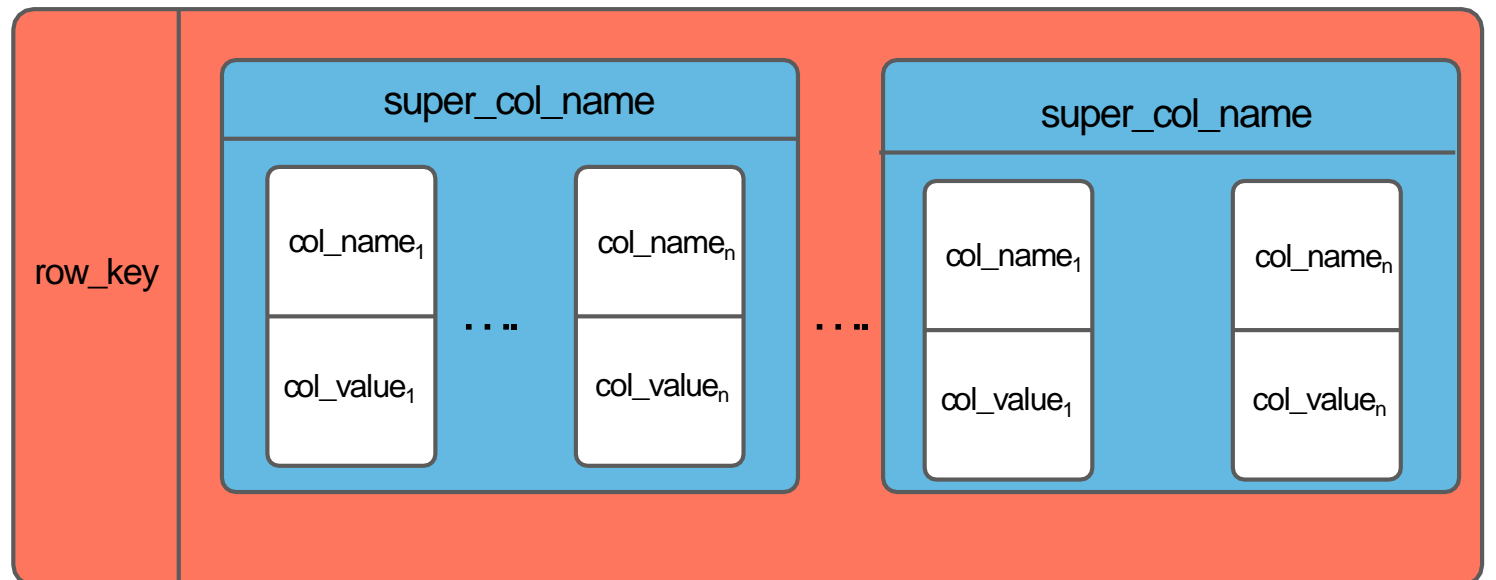 super_col_name
super_col_name
row_key
col_name₁
.... 
col_nameₙ
....
col_name₁
col_nameₙ
col_value₁
col_valueₙ
col_value₁
col_valueₙ